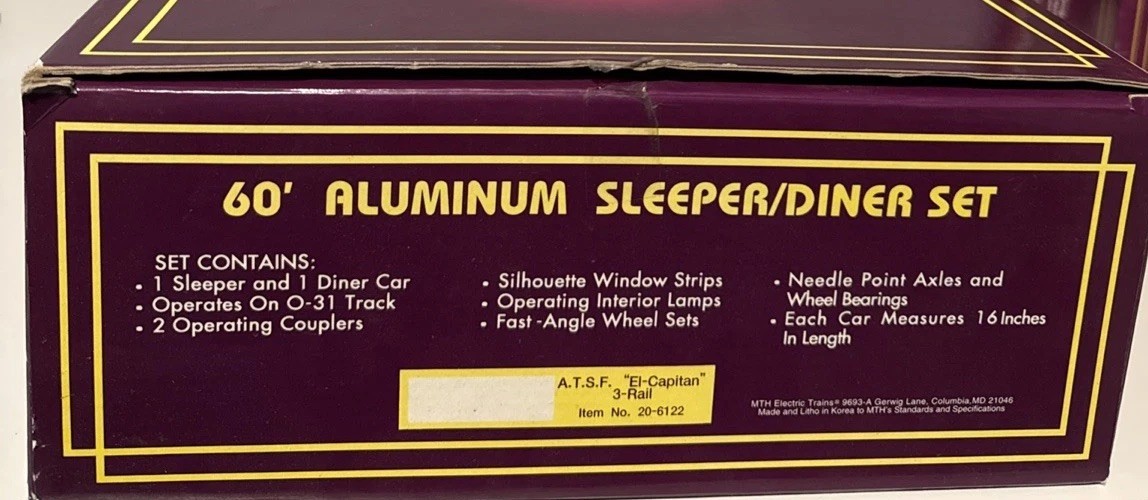 60' ALUMINUM SLEEPER/DINER SET
SET CONTAINS:
• 1 Sleeper and 1 Diner Car
• Operates On O-31 Track
• 2 Operating Couplers
• Silhouette Window Strips
• Operating Interior Lamps
• Fast-Angle Wheel Sets
• Needle Point Axles and
Wheel Bearings
• Each Car Measures 16 Inches
In Length
A.T.S.F. "El-Capitan"
3-Rail
Item No. 20-6122
MTH Electric Trains® 9693-A Gerwig Lane, Columbia,MD 21046
Made and Litho in Korea to MTH's Standards and Specifications